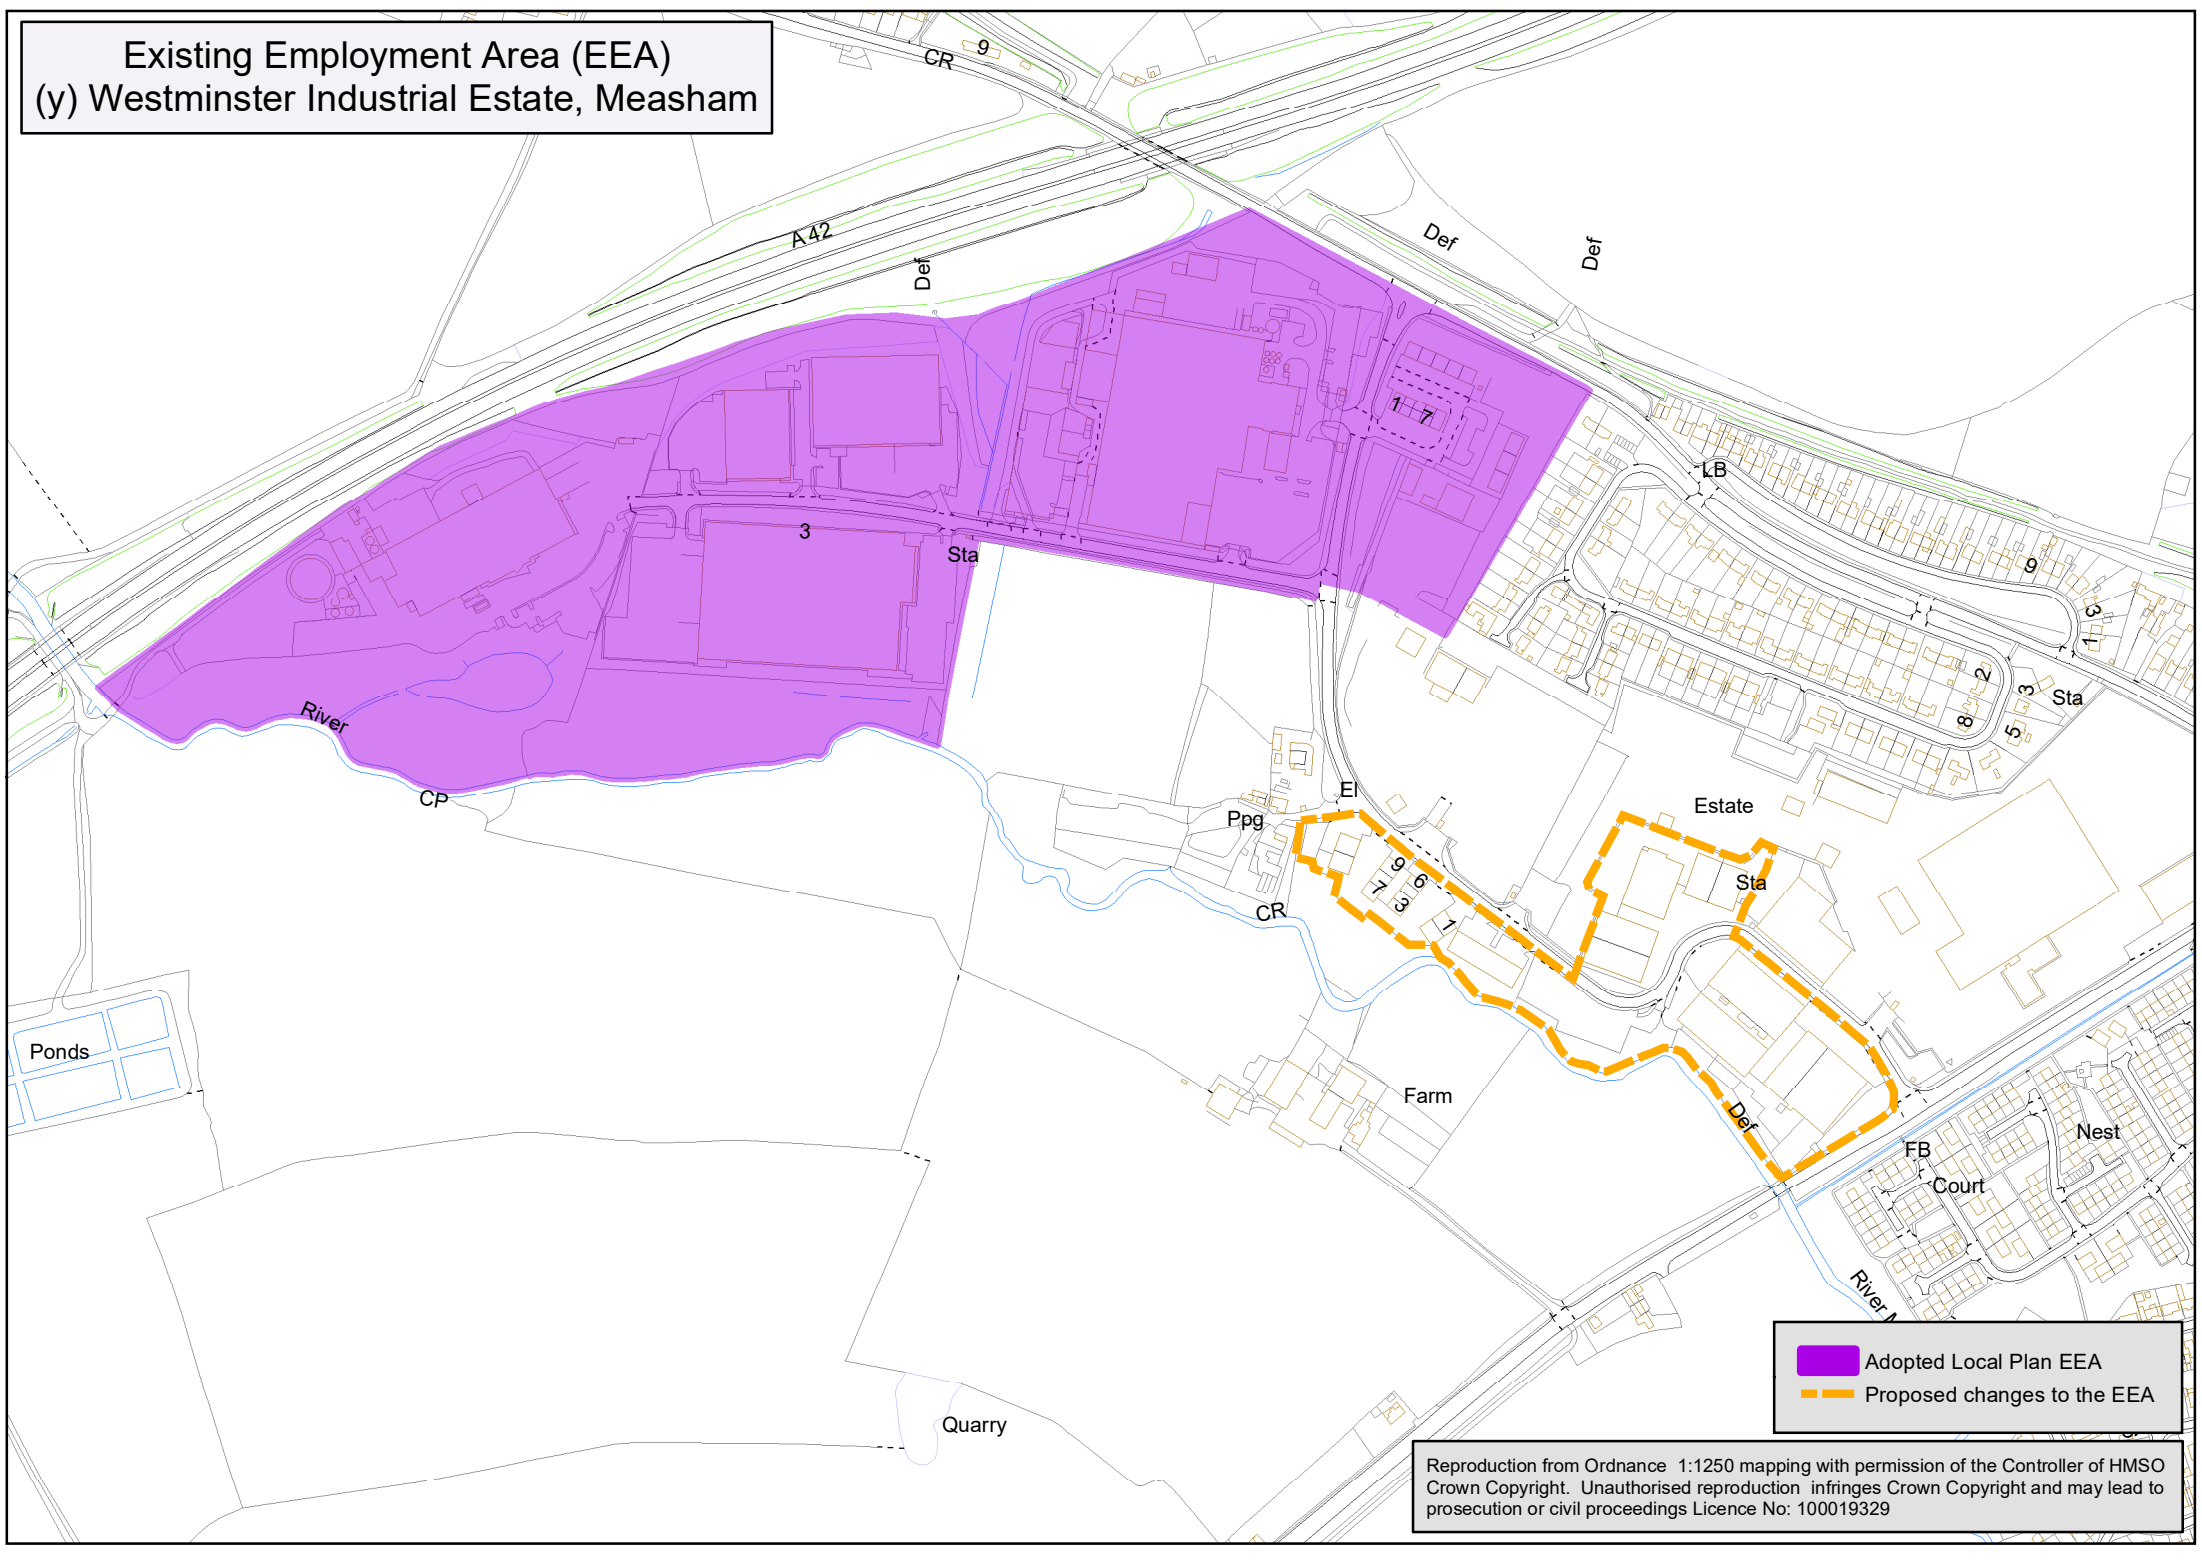 Existing Employment Area (EEA)
(y) Westminster Industrial Estate, Measham
CR
9
A 42
Def
Def
Def
1
7
LB
3
Sta
9
3
1
2
3
Sta
8
5
River
CP
El
Ppg
Estate
9
6
7
3
1
Sta
CR
Ponds
Farm
Def
FB
Nest
Court
River M
Quarry
Adopted Local Plan EEA
Proposed changes to the EEA
Reproduction from Ordnance 1:1250 mapping with permission of the Controller of HMSO
Crown Copyright. Unauthorised reproduction infringes Crown Copyright and may lead to
prosecution or civil proceedings Licence No: 100019329